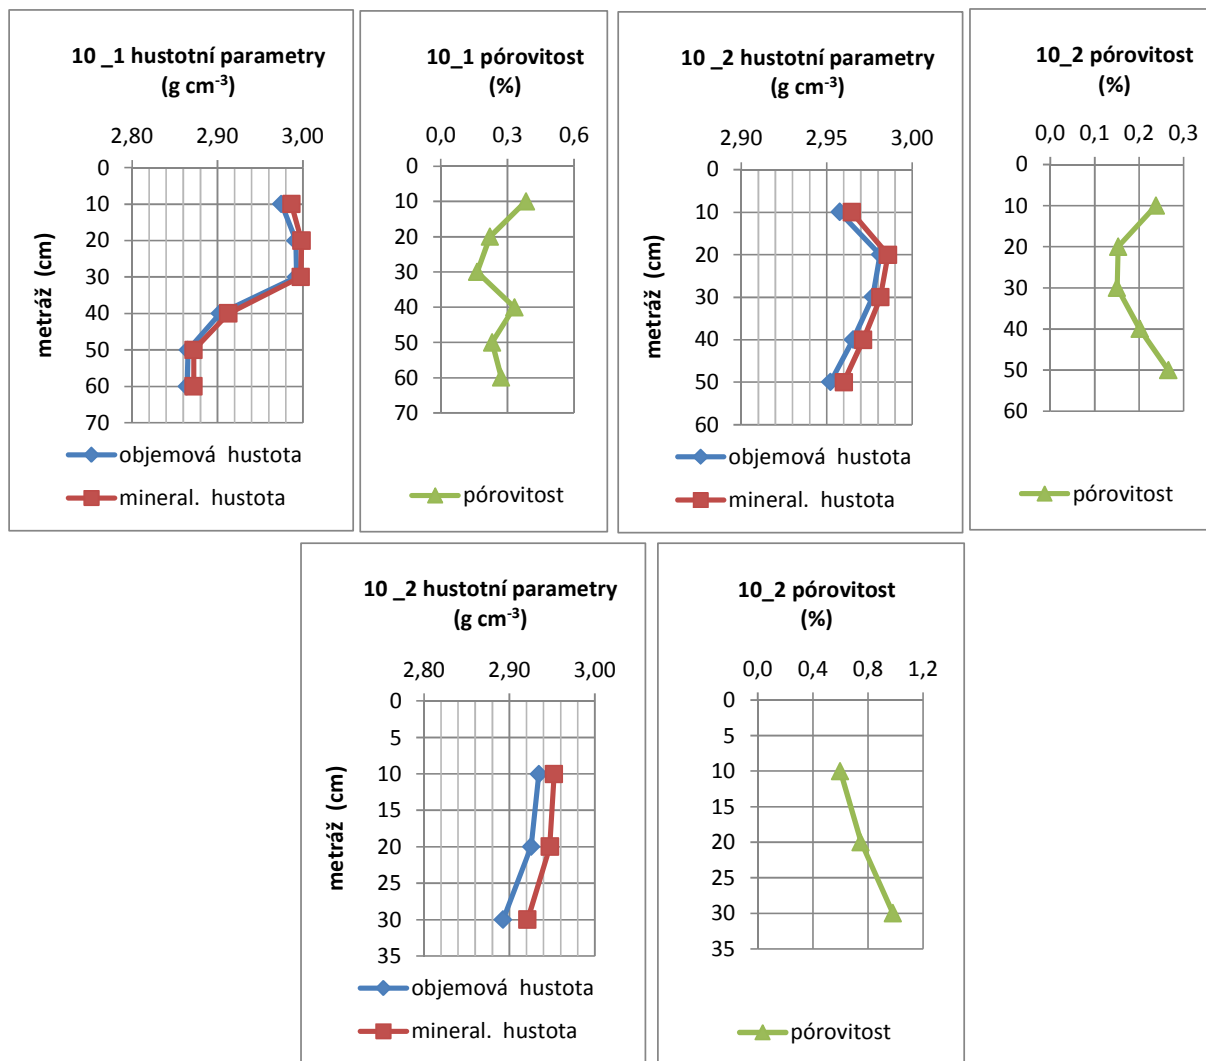 10 _1 hustotní parametry
(g cm⁻³)
2,80 2,90 3,00
0
10
20
30
40
50
60
70
metráž (cm)
objemová hustota
mineral. hustota
10_1 pórovitost
(%)
0,0 0,3 0,6
0
10
20
30
40
50
60
70
pórovitost
10 _2 hustotní parametry
(g cm⁻³)
2,90 2,95 3,00
0
10
20
30
40
50
60
metráž (cm)
objemová hustota
mineral. hustota
10_2 pórovitost
(%)
0,0 0,1 0,2 0,3
0
10
20
30
40
50
60
pórovitost
10 _2 hustotní parametry
(g cm⁻³)
2,80 2,90 3,00
0
5
10
15
20
25
30
35
metráž (cm)
objemová hustota
mineral. hustota
10_2 pórovitost
(%)
0,0 0,4 0,8 1,2
0
5
10
15
20
25
30
35
pórovitost